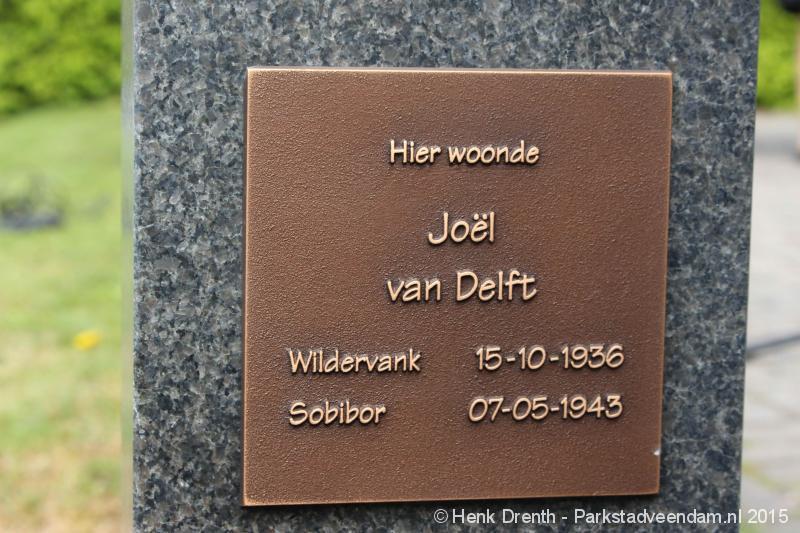 Hier woonde
Joël
van Delft
Wildervank 15-10-1936
Sobibor 07-05-1943
©Henk Drenth - Parkstadveendam.nl 2015